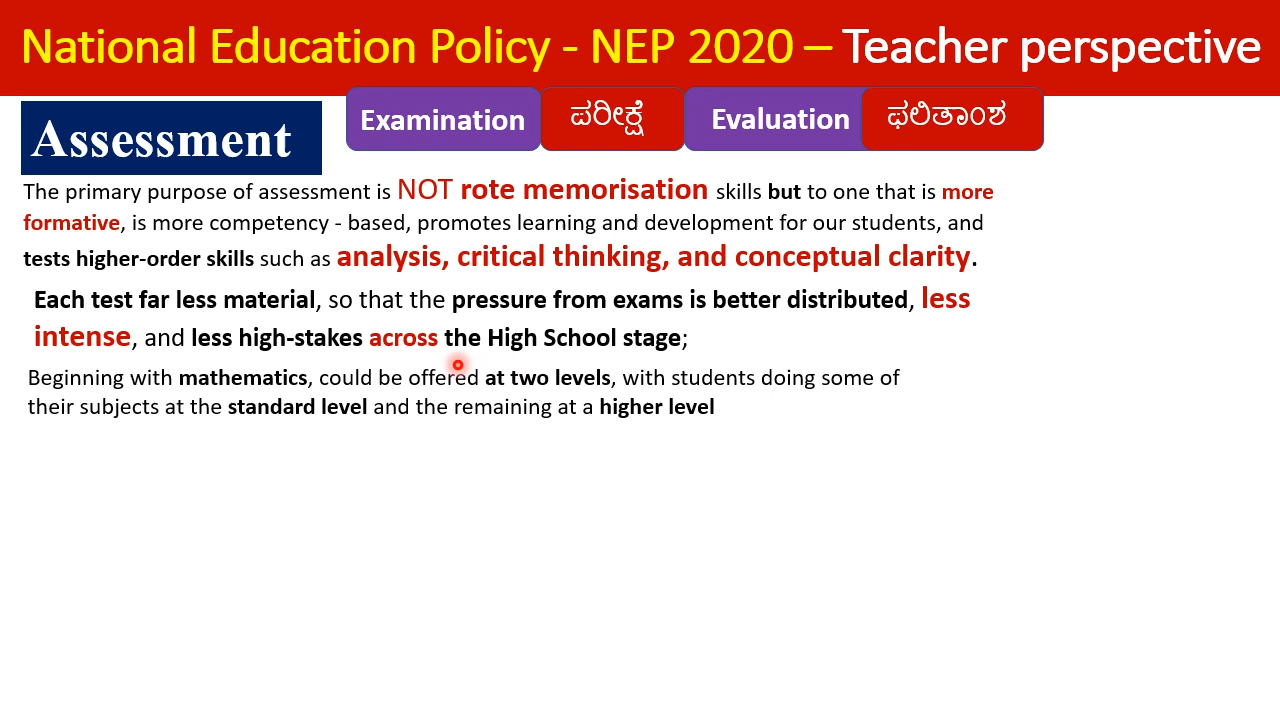 National Education Policy - NEP 2020 – Teacher perspective
Assessment
Examination ಪರೀಕ್ಷೆ Evaluation ಫಲಿತಾಂಶ
The primary purpose of assessment is NOT rote memorisation skills but to one that is more
formative, is more competency - based, promotes learning and development for our students, and
tests higher-order skills such as analysis, critical thinking, and conceptual clarity.
Each test far less material, so that the pressure from exams is better distributed, less
intense, and less high-stakes across the High School stage;
Beginning with mathematics, could be offered at two levels, with students doing some of
their subjects at the standard level and the remaining at a higher level